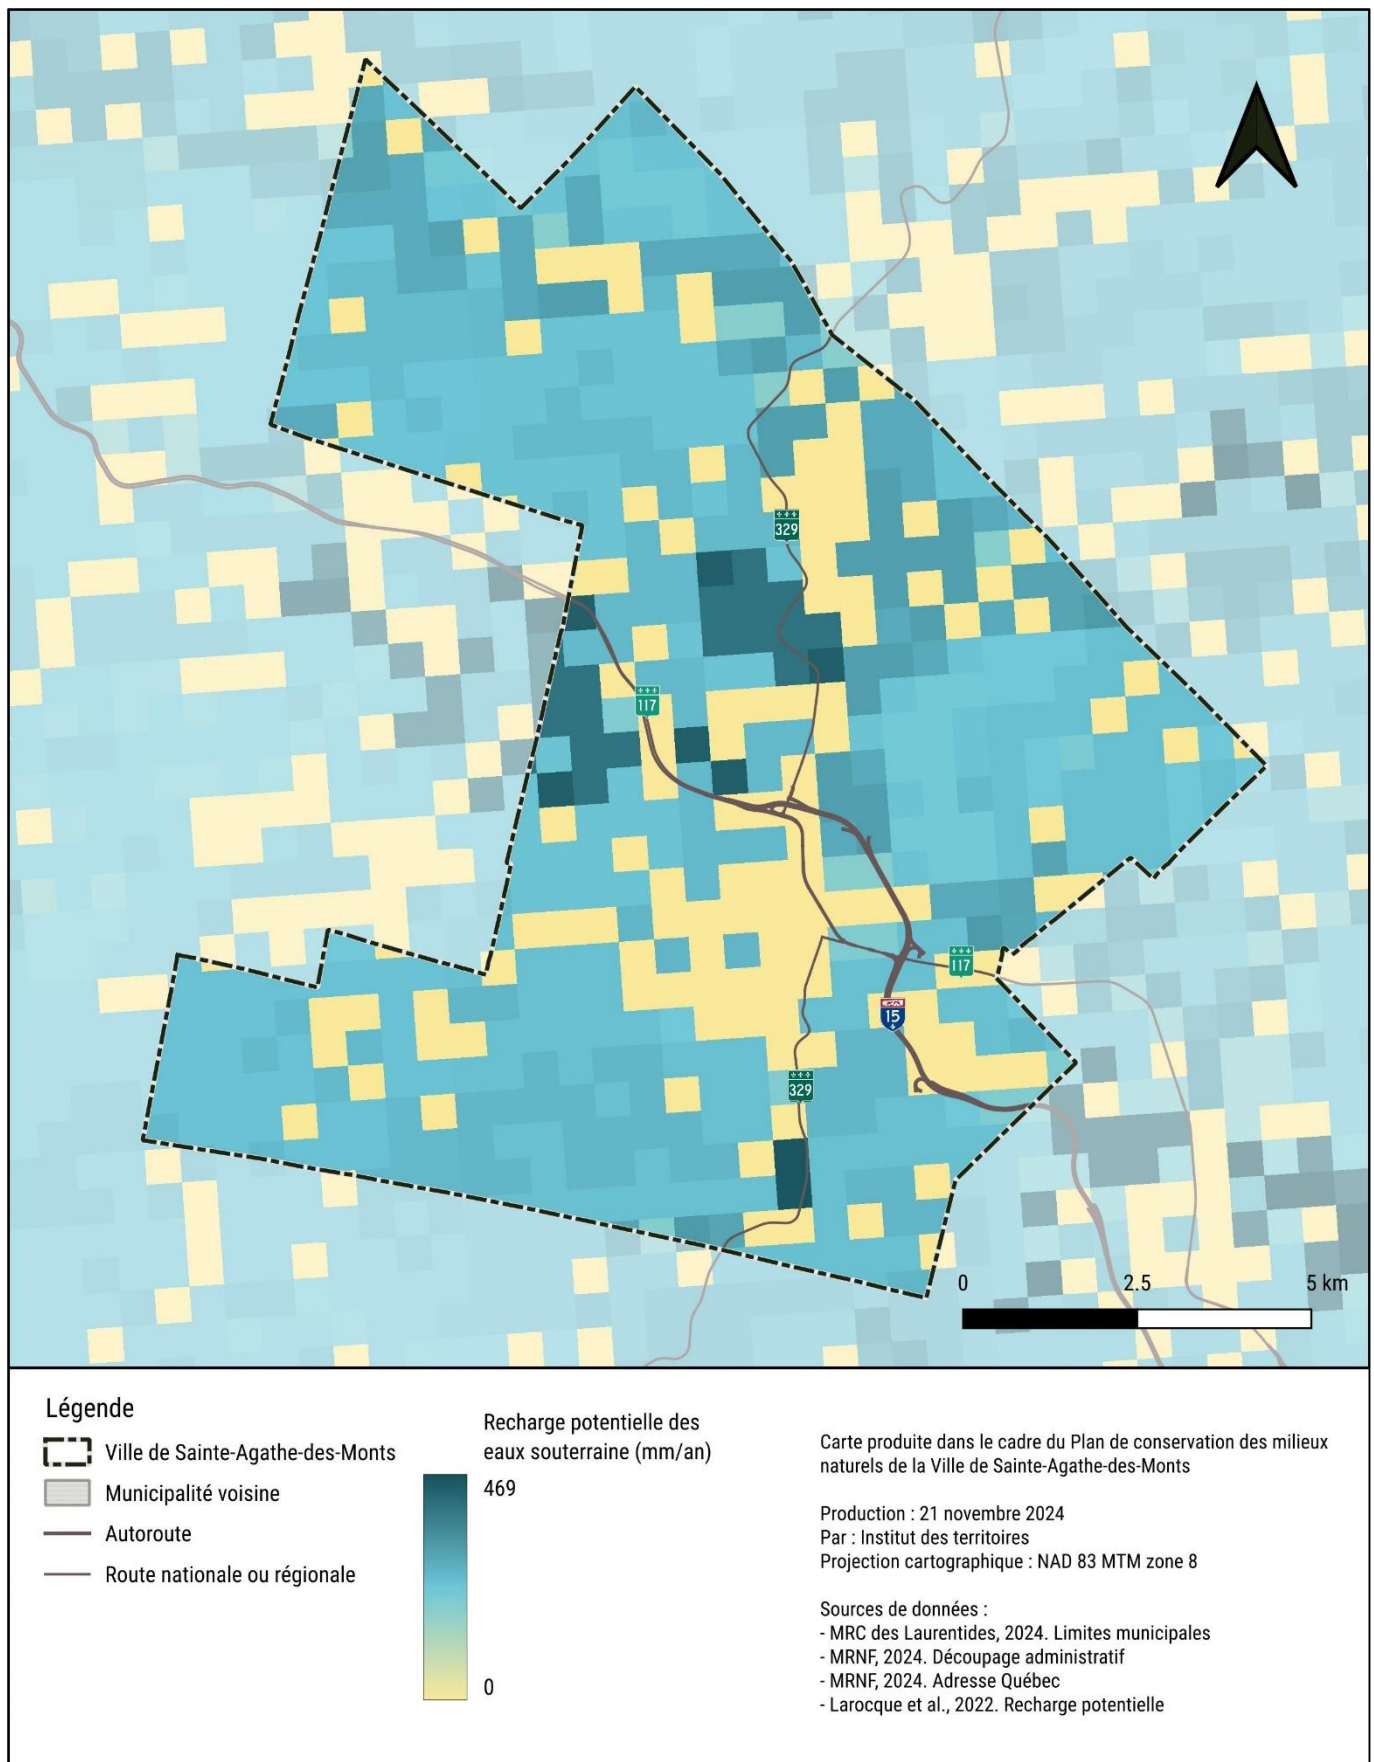 329
117
117
15
329
0 2.5 5 km
Légende
Ville de Sainte-Agathe-des-Monts
Municipalité voisine
Autoroute
Route nationale ou régionale
Recharge potentielle des
eaux souterraine (mm/an)
469
0
Carte produite dans le cadre du Plan de conservation des milieux
naturels de la Ville de Sainte-Agathe-des-Monts
Production : 21 novembre 2024
Par : Institut des territoires
Projection cartographique : NAD 83 MTM zone 8
Sources de données :
- MRC des Laurentides, 2024. Limites municipales
- MRNF, 2024. Découpage administratif
- MRNF, 2024. Adresse Québec
- Larocque et al., 2022. Recharge potentielle